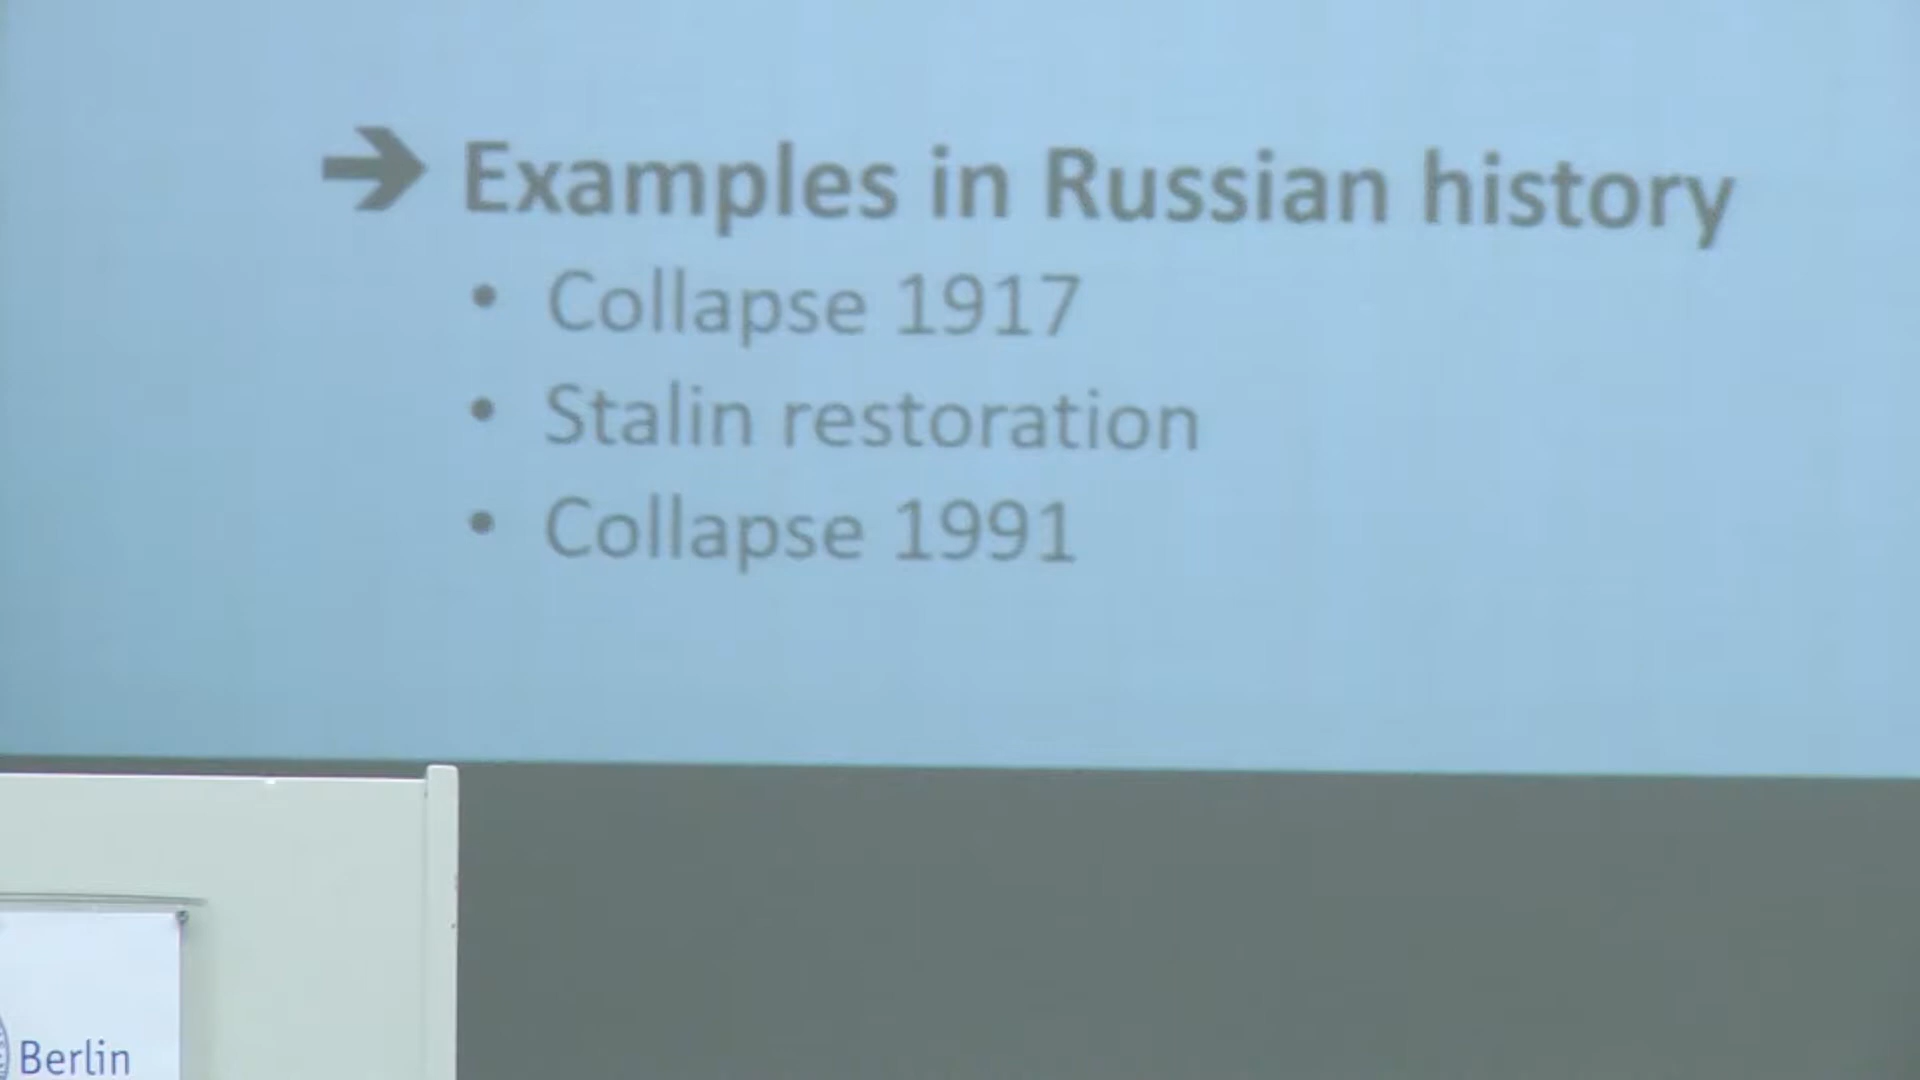 ➔ Examples in Russian history
• Collapse 1917
• Stalin restoration
• Collapse 1991
Berlin